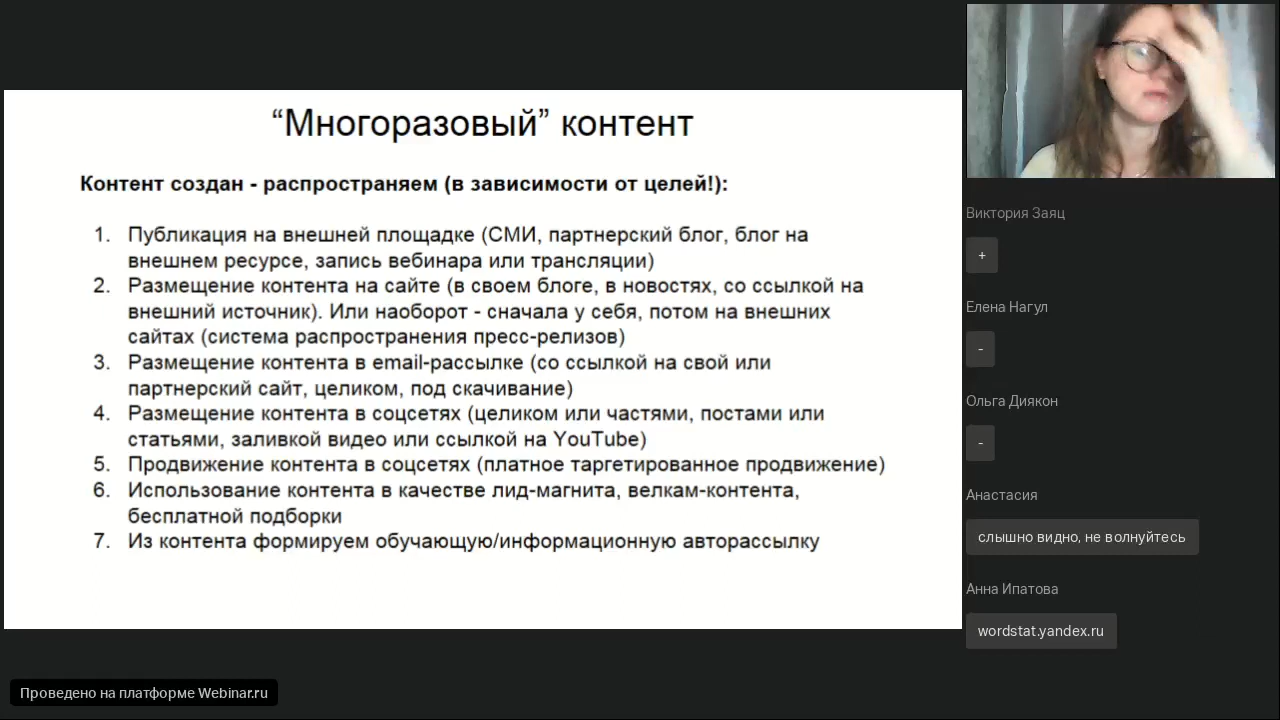 “Многоразовый” контент
Контент создан - распространяем (в зависимости от целей!):
1. Публикация на внешней площадке (СМИ, партнерский блог, блог на
внешнем ресурсе, запись вебинара или трансляции)
2. Размещение контента на сайте (в своем блоге, в новостях, со ссылкой на
внешний источник). Или наоборот - сначала у себя, потом на внешних
сайтах (система распространения пресс-релизов)
3. Размещение контента в email-рассылке (со ссылкой на свой или
партнерский сайт, целиком, под скачивание)
4. Размещение контента в соцсетях (целиком или частями, постами или
статьями, заливкой видео или ссылкой на YouTube)
5. Продвижение контента в соцсетях (платное таргетированное продвижение)
6. Использование контента в качестве лид-магнита, велкам-контента,
бесплатной подборки
7. Из контента формируем обучающую/информационную авторассылку
Виктория Заяц
+
Елена Нагул
-
Ольга Диякон
-
Анастасия
слышно видно, не волнуйтесь
Анна Ипатова
wordstat.yandex.ru
Проведено на платформе Webinar.ru